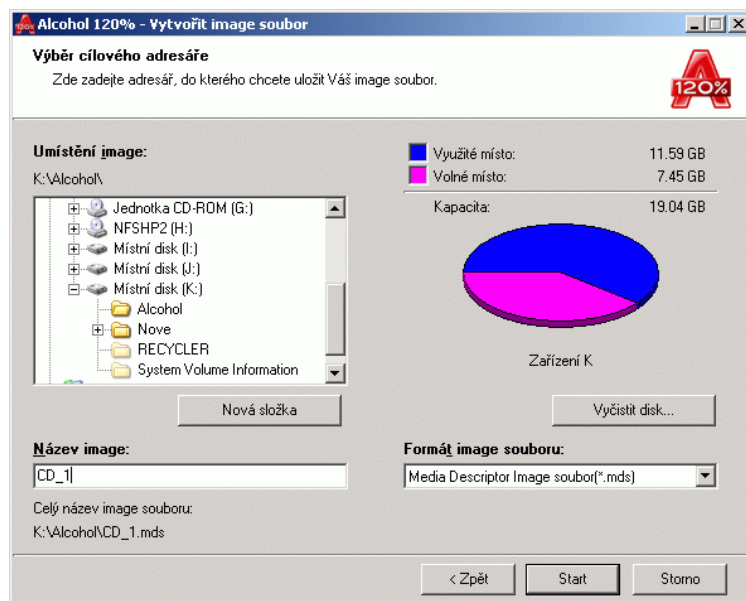 Alcohol 120% - Vytvořit image soubor
Výběr cílového adresáře
Zde zadejte adresář, do kterého chcete uložit Váš image soubor.
120%
Umístění image:
K:\Alcohol\
Jednotka CD-ROM (G:)
NFSHP2 (H:)
Místní disk (I:)
Místní disk (J:)
Místní disk (K:)
Alcohol
Nove
RECYCLER
System Volume Information
Nová složka
Využité místo: 11.59 GB
Volné místo: 7.45 GB
Kapacita: 19.04 GB
Zařízení K
Vyčistit disk...
Název image:
CD_1
Formát image souboru:
Media Descriptor Image soubor(*.mds)
Celý název image souboru:
K:\Alcohol\CD_1.mds
< Zpět
Start
Storno